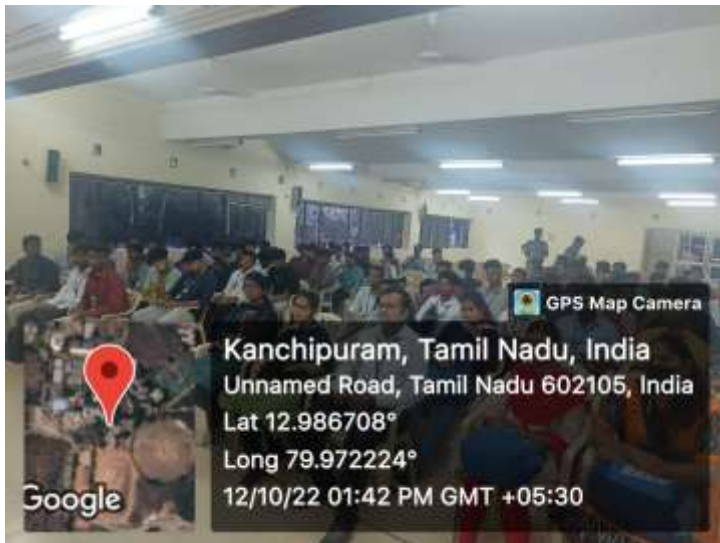 GPS Map Camera
Kanchipuram, Tamil Nadu, India
Unnamed Road, Tamil Nadu 602105, India
Lat 12.986708°
Long 79.972224°
12/10/22 01:42 PM GMT +05:30
Google